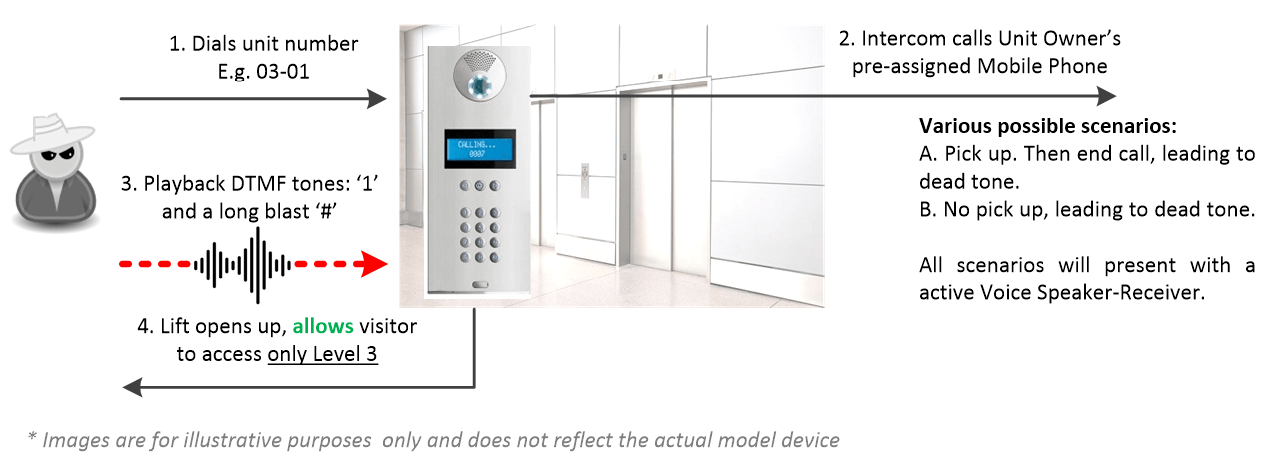 1. Dials unit number
E.g. 03-01
2. Intercom calls Unit Owner's
pre-assigned Mobile Phone
CALLING...
0007
Various possible scenarios:
A. Pick up. Then end call, leading to
dead tone.
B. No pick up, leading to dead tone.
All scenarios will present with a
active Voice Speaker-Receiver.
3. Playback DTMF tones: ‘1’
and a long blast ‘#’
4. Lift opens up, allows visitor
to access only Level 3
* Images are for illustrative purposes only and does not reflect the actual model device